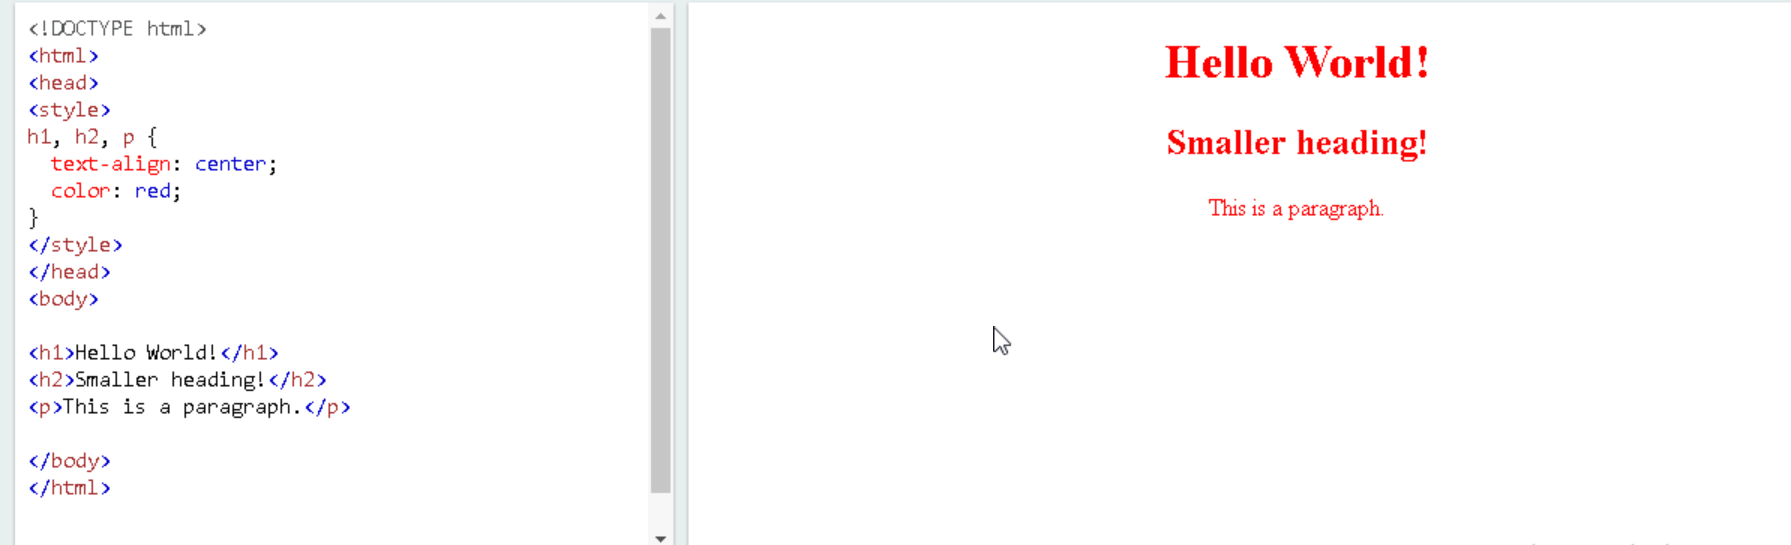 <!DOCTYPE html>
<html>
<head>
<style>
h1, h2, p {
  text-align: center;
  color: red;
}
</style>
</head>
<body>

<h1>Hello World!</h1>
<h2>Smaller heading!</h2>
<p>This is a paragraph.</p>

</body>
</html>
Hello World!
Smaller heading!
This is a paragraph.